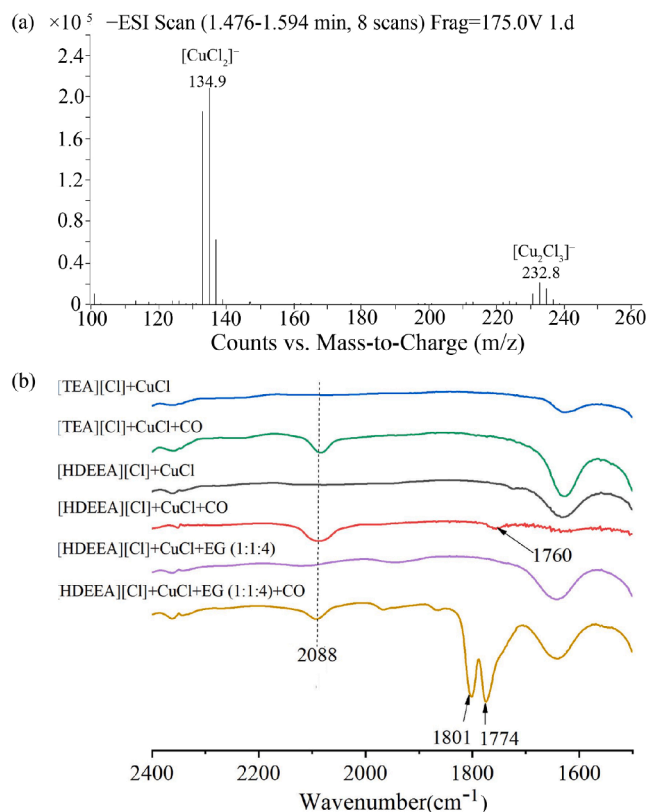 (a) ×10⁵ −ESI Scan (1.476-1.594 min, 8 scans) Frag=175.0V 1.d
[CuCl₂]⁻
134.9
2.4
2.0
1.6
1.2
0.8
[Cu₂Cl₃]⁻
232.8
0.4
0
100 120 140 160 180 200 220 240 260
Counts vs. Mass-to-Charge (m/z)
(b)
[TEA][Cl]+CuCl
[TEA][Cl]+CuCl+CO
[HDEEA][Cl]+CuCl
[HDEEA][Cl]+CuCl+CO
1760
[HDEEA][Cl]+CuCl+EG (1:1:4)
HDEEA][Cl]+CuCl+EG (1:1:4)+CO
2088
1801 1774
2400 2200 2000 1800 1600
Wavenumber(cm⁻¹)